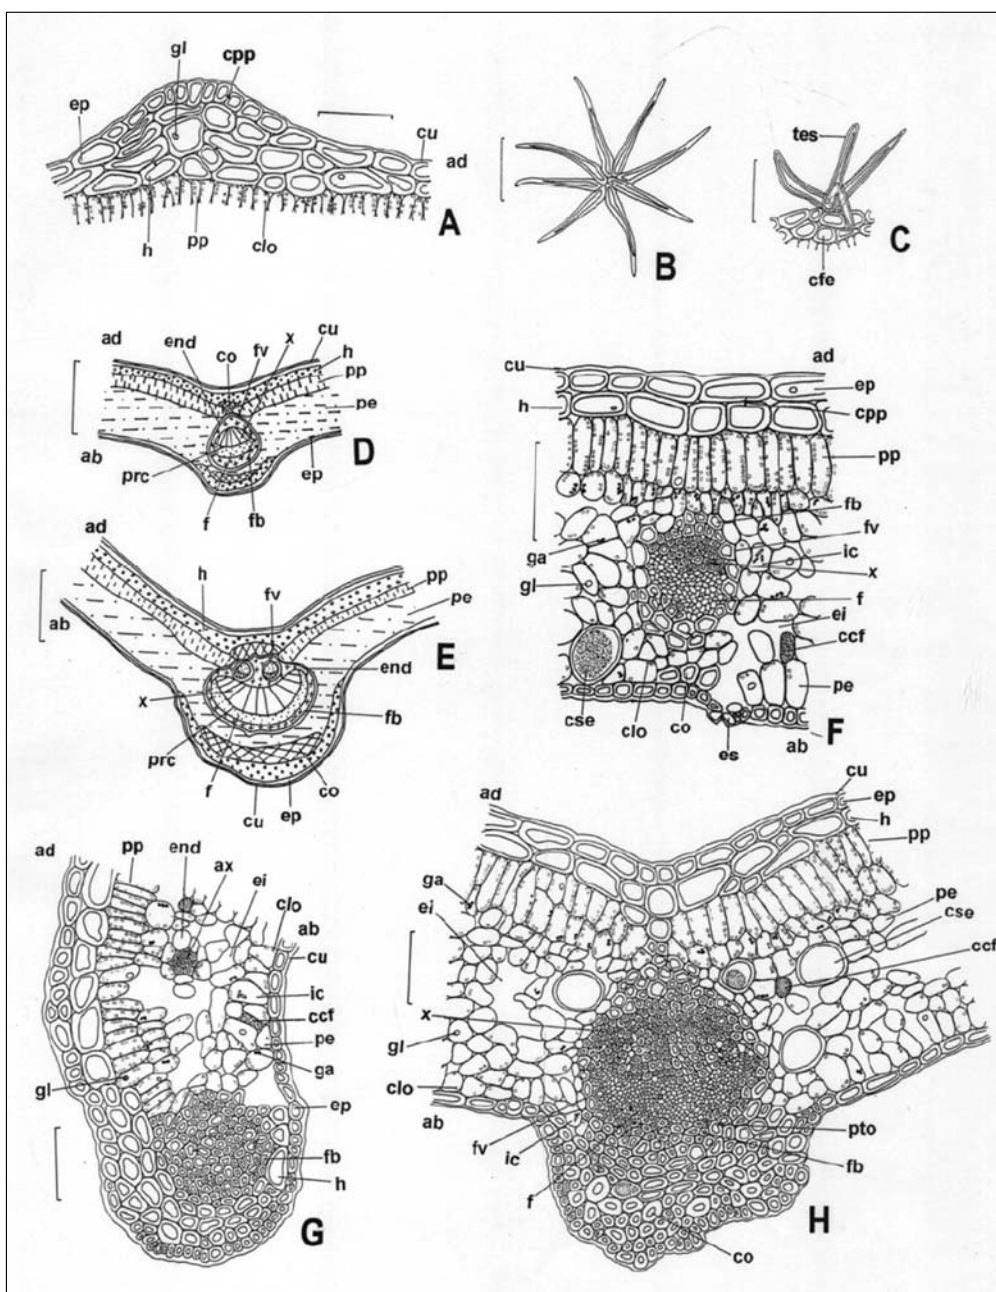 gl
cpp
ep
cu
ad
h
pp
clo
A
B
tes
cfe
C
ad
end
co
fv
x
cu
h
pp
pe
ab
prc
f
fb
ep
D
ad
h
fv
pp
pe
ab
E
end
x
fb
prc
f
co
cu
ep
ad
cu
ep
h
cpp
pp
fb
fv
ga
ic
x
gl
f
ei
ccf
pe
cse
clo
co
es
ab
F
ad
pp
end
ax
ei
clo
ab
cu
ic
ccf
pe
ga
gl
ep
fb
h
G
ad
cu
ep
h
pp
ga
ei
pe
cse
ccf
x
gl
clo
ab
fv
ic
f
pto
fb
co
H